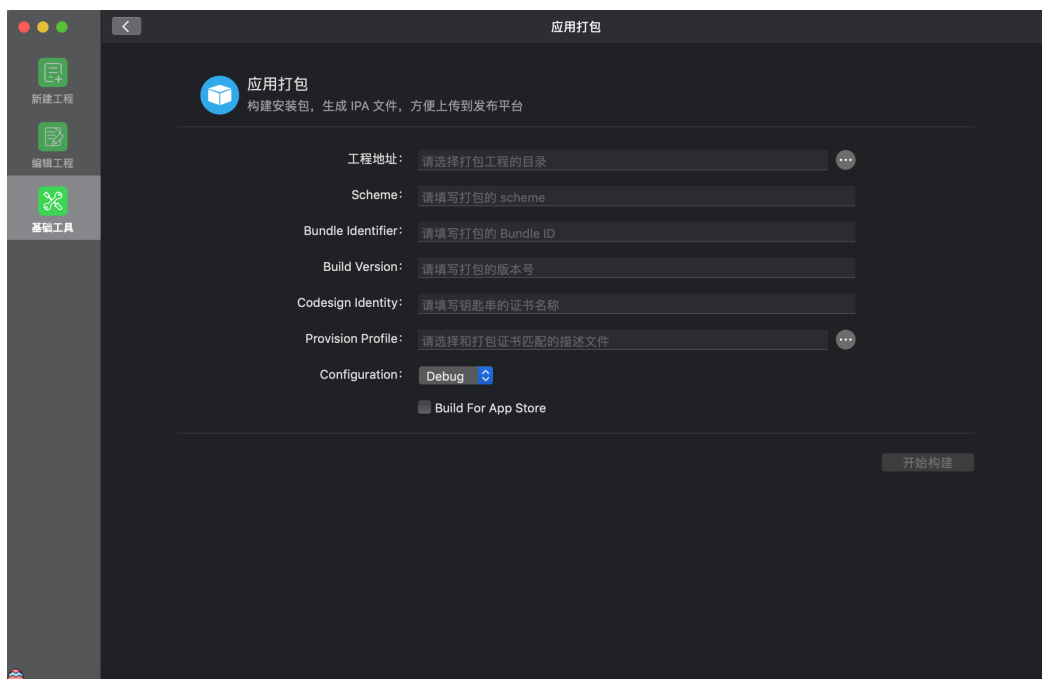 应用打包
新建工程
编辑工程
基础工具
应用打包
构建安装包，生成 IPA 文件，方便上传到发布平台
工程地址： 请选择打包工程的目录
Scheme： 请填写打包的 scheme
Bundle Identifier： 请填写打包的 Bundle ID
Build Version： 请填写打包的版本号
Codesign Identity： 请填写钥匙串的证书名称
Provision Profile： 请选择和打包证书匹配的描述文件
Configuration： Debug
Build For App Store
开始构建